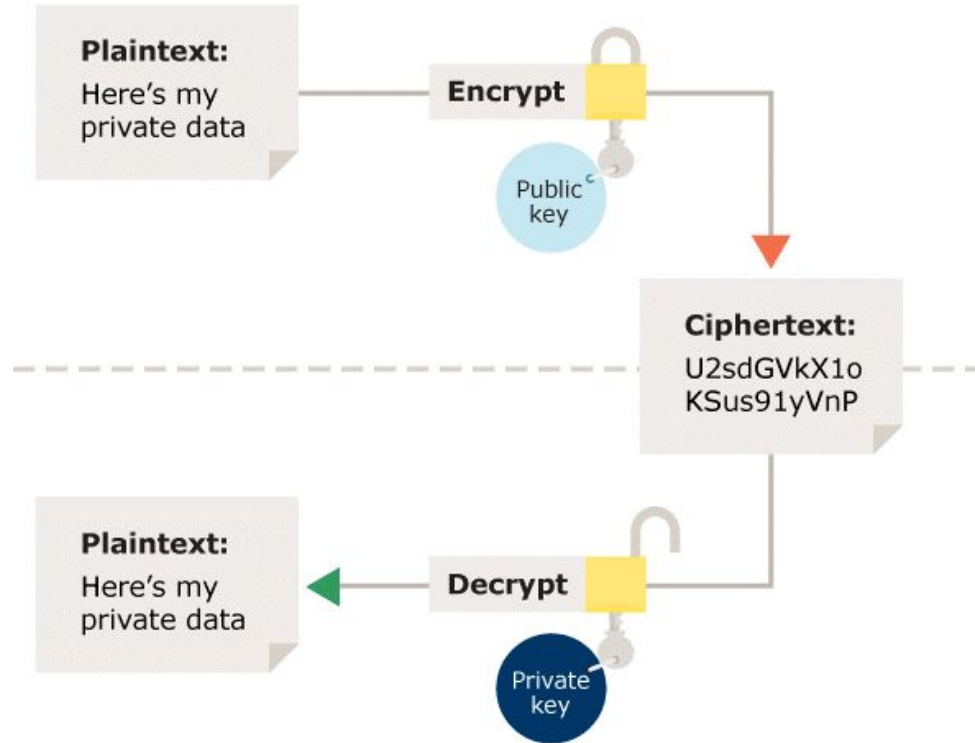 Plaintext:
Here's my
private data
Encrypt
Public
key
Ciphertext:
U2sdGVkX1o
KSus91yVnP
Decrypt
Private
key
Plaintext:
Here's my
private data